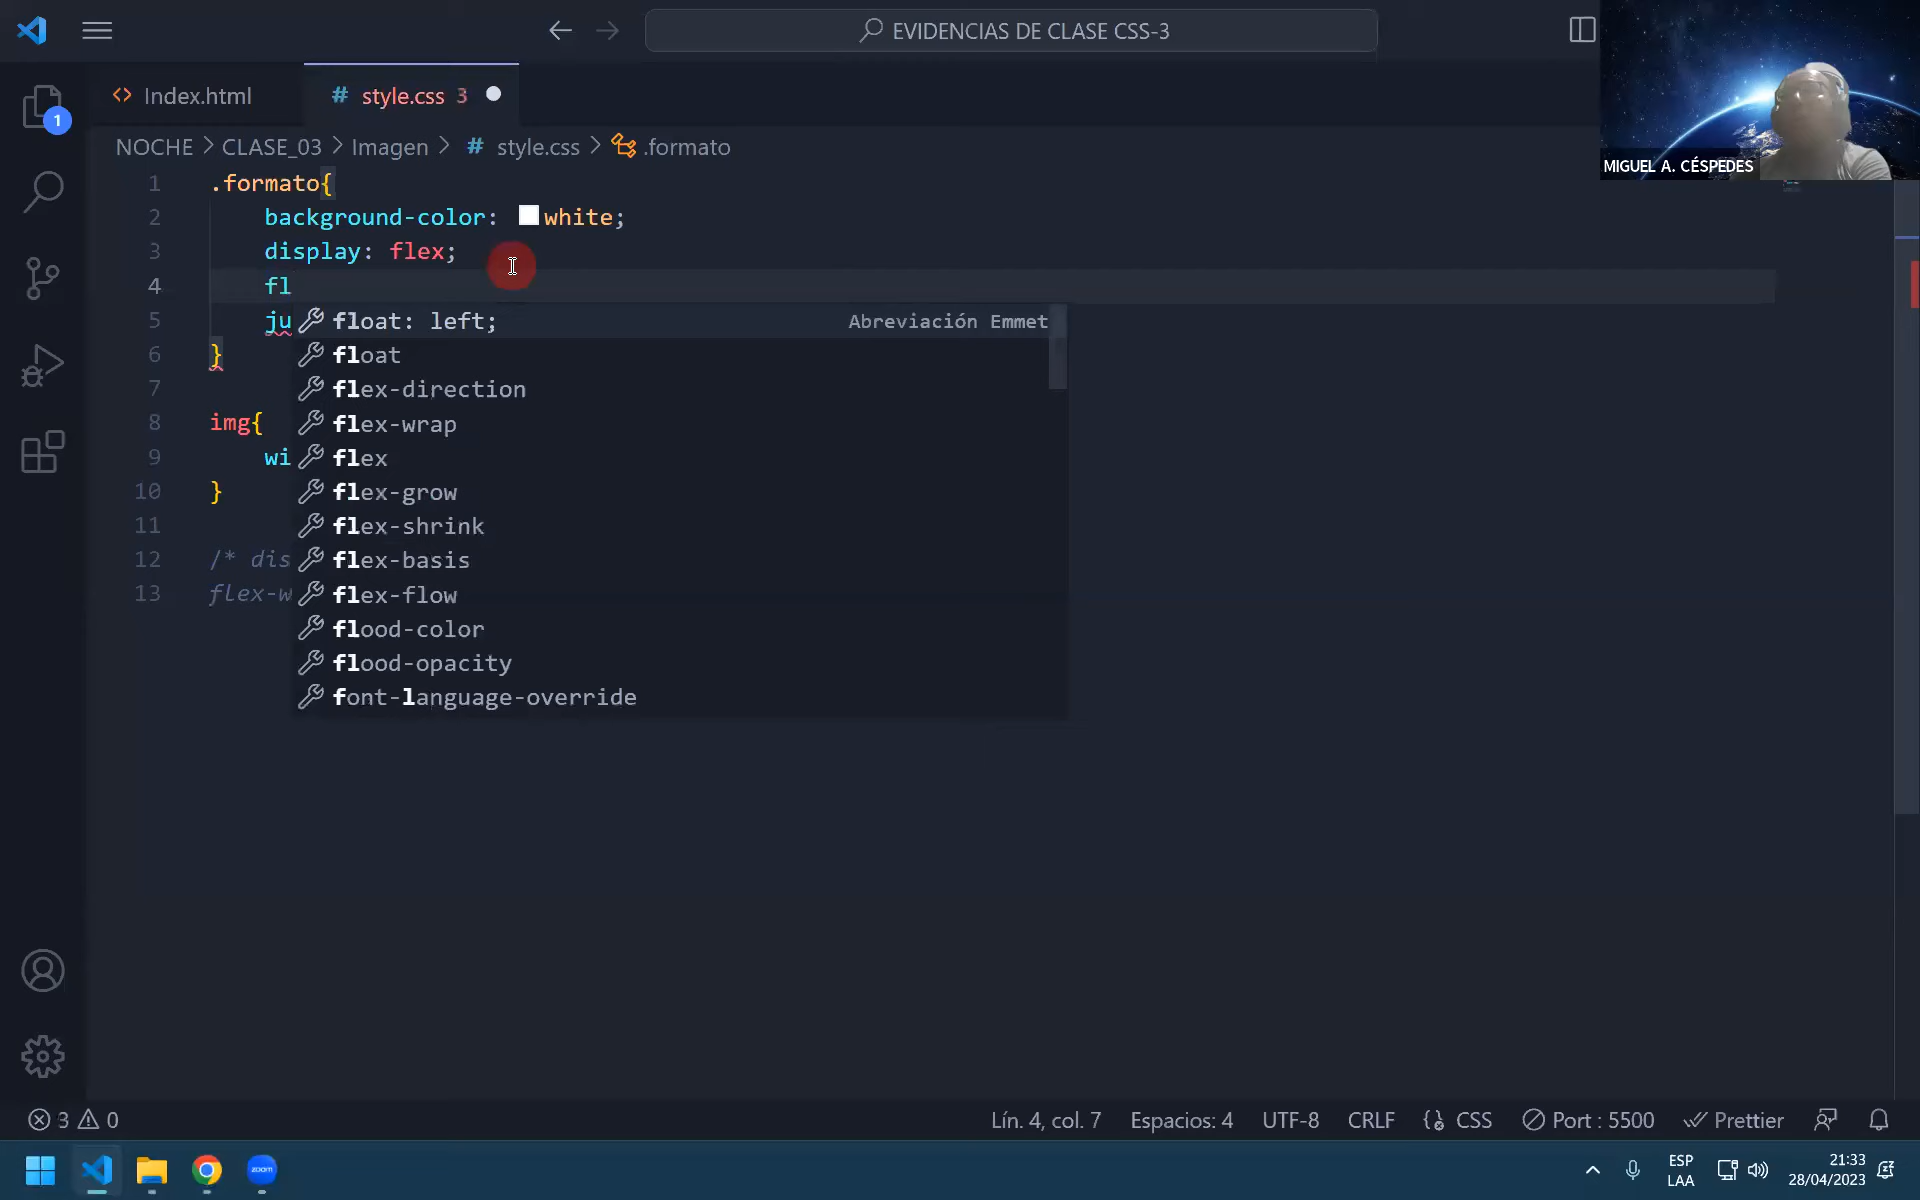 EVIDENCIAS DE CLASE CSS-3
MIGUEL A. CÉSPEDES
1
Index.html
# style.css 3
NOCHE > CLASE_03 > Imagen > # style.css > .formato
1 .formato{
2 background-color: white;
3 display: flex;
4 fl
5 ju
6 }
7
8 img{
9 wi
10 }
11
12 /* dis
13 flex-w
float: left; Abreviación Emmet
float
flex-direction
flex-wrap
flex
flex-grow
flex-shrink
flex-basis
flex-flow
flood-color
flood-opacity
font-language-override
3 0 Lín. 4, col. 7 Espacios: 4 UTF-8 CRLF {} CSS Port : 5500 Prettier
zoom
ESP
LAA
21:33
28/04/2023